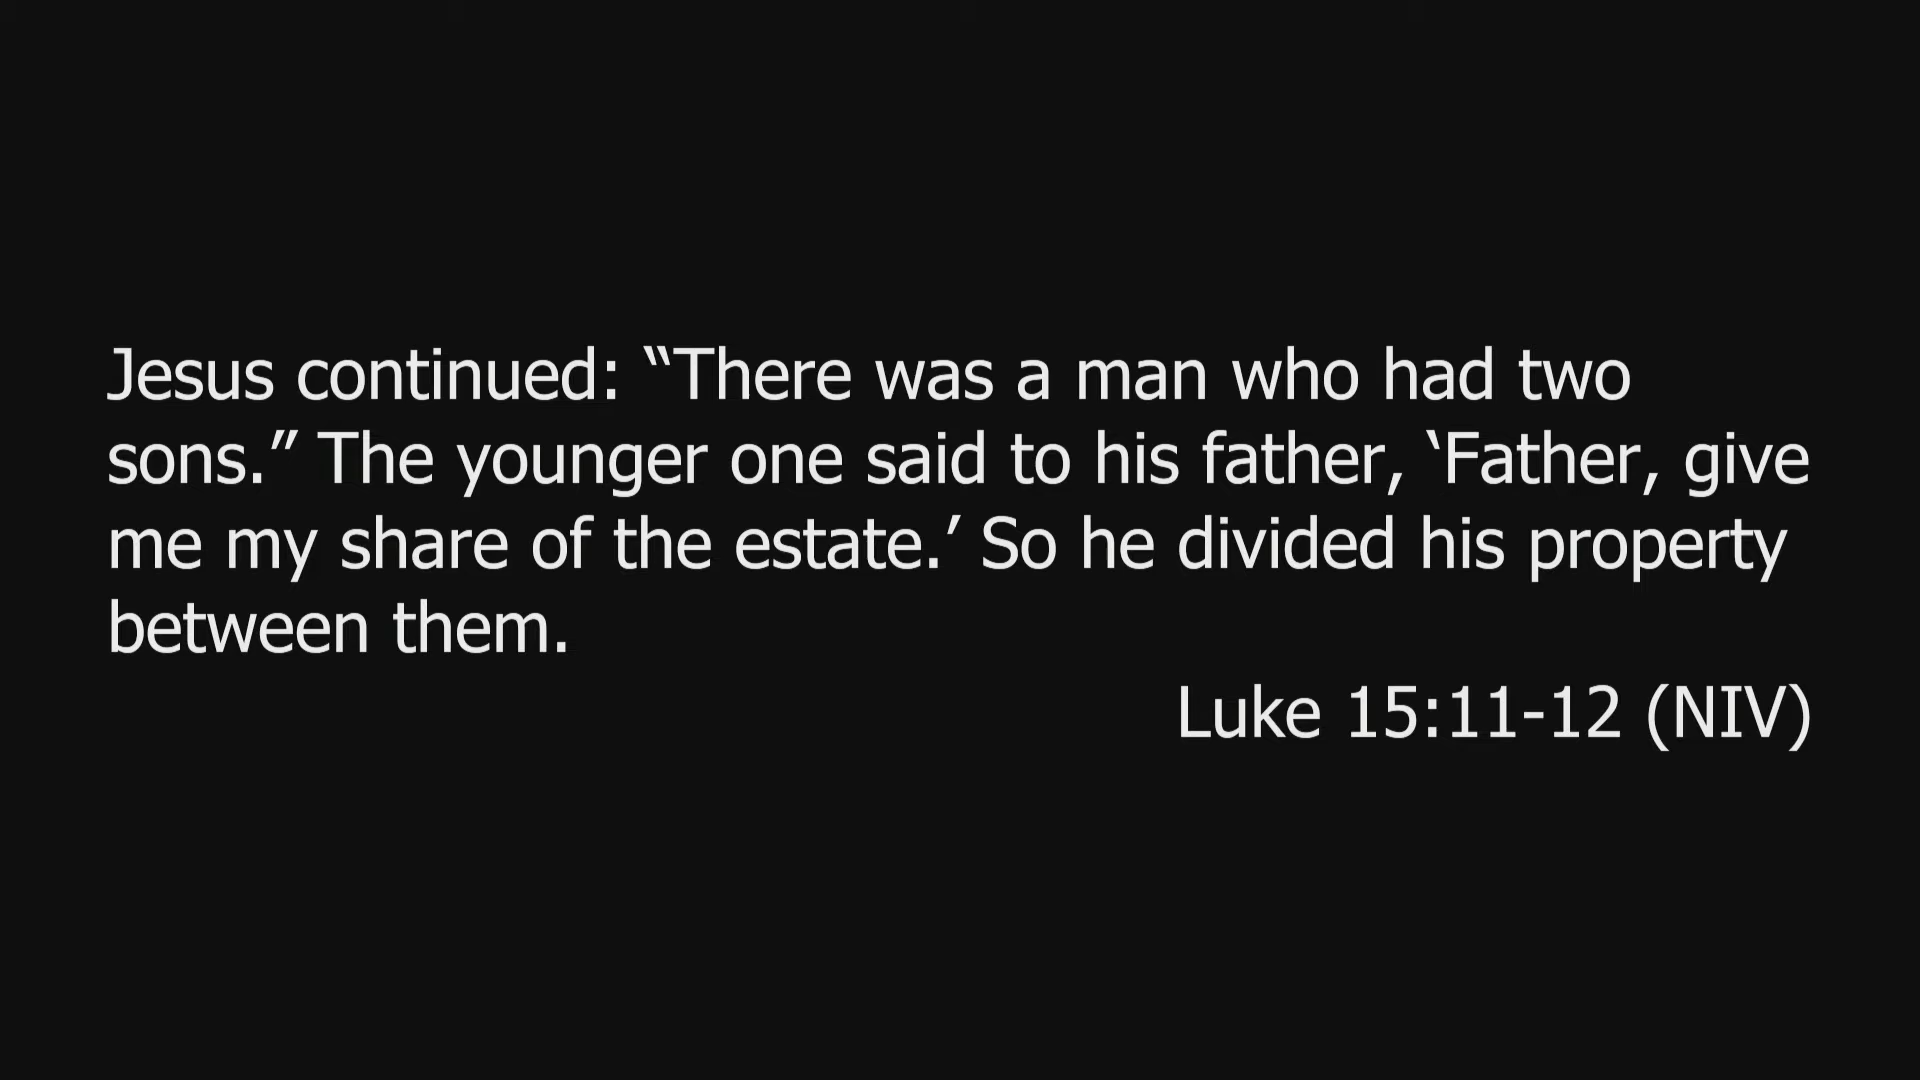 Jesus continued: “There was a man who had two
sons.” The younger one said to his father, ‘Father, give
me my share of the estate.’ So he divided his property
between them.
Luke 15:11-12 (NIV)